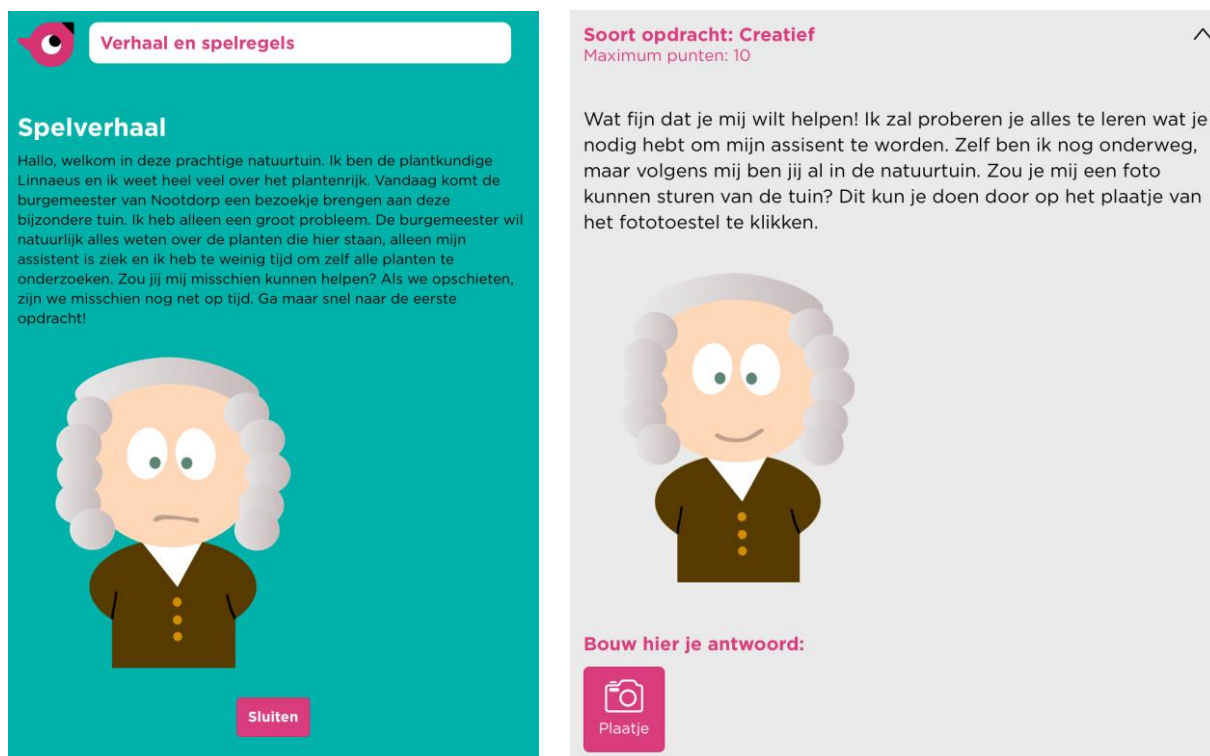 Verhaal en spelregels
Spelverhaal
Hallo, welkom in deze prachtige natuurtuin. Ik ben de plantkundige
Linnaeus en ik weet heel veel over het plantenrijk. Vandaag komt de
burgemeester van Nootdorp een bezoekje brengen aan deze
bijzondere tuin. Ik heb alleen een groot probleem. De burgemeester wil
natuurlijk alles weten over de planten die hier staan, alleen mijn
assistent is ziek en ik heb te weinig tijd om zelf alle planten te
onderzoeken. Zou jij mij misschien kunnen helpen? Als we opschieten,
zijn we misschien nog net op tijd. Ga maar snel naar de eerste
opdracht!
Sluiten
Soort opdracht: Creatief
Maximum punten: 10
Wat fijn dat je mij wilt helpen! Ik zal proberen je alles te leren wat je
nodig hebt om mijn assisent te worden. Zelf ben ik nog onderweg,
maar volgens mij ben jij al in de natuurtuin. Zou je mij een foto
kunnen sturen van de tuin? Dit kun je doen door op het plaatje van
het fototoestel te klikken.
Bouw hier je antwoord:
Plaatje